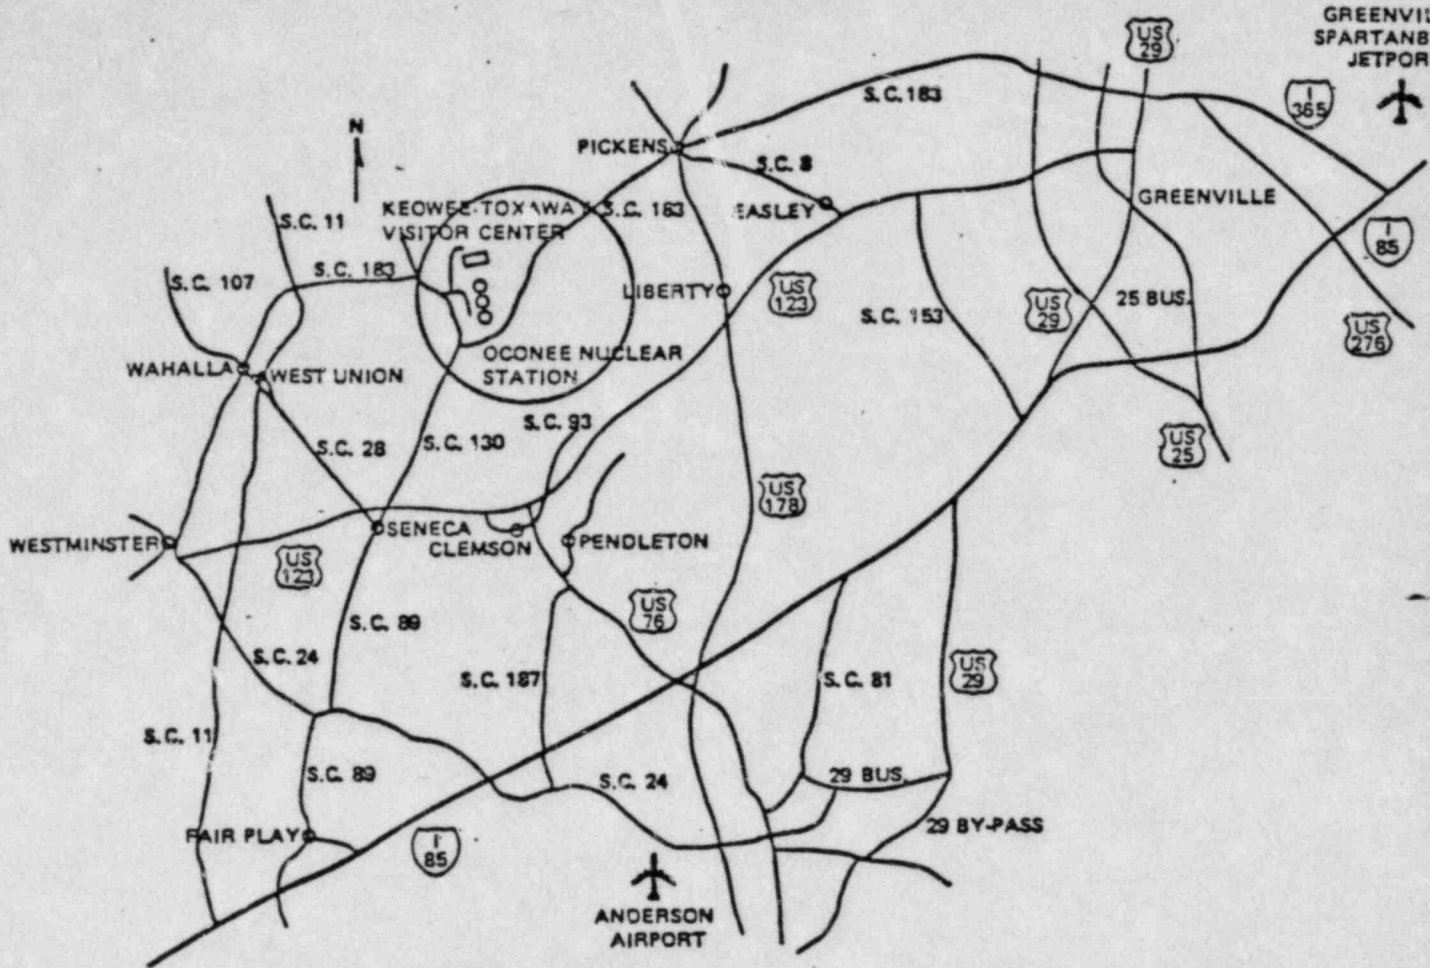 GREENVIL
SPARTANB
JETPOR
US
29
S.C. 183
I
365
N
PICKENS
S.C. 8
KEOWEE-TOXAWA
VISITOR CENTER
S.C. 183
EASLEY
GREENVILLE
S.C. 11
I
85
S.C. 107
S.C. 183
LIBERTY
US
123
S.C. 153
US
29
25 BUS.
US
276
OCONEE NUCLEAR
STATION
WAHALLA
WEST UNION
S.C. 93
S.C. 28
S.C. 130
US
25
US
178
WESTMINSTER
SENECA
CLEMSON
PENDLETON
US
123
US
76
S.C. 89
S.C. 24
S.C. 187
S.C. 81
US
29
S.C. 11
S.C. 89
S.C. 24
29 BUS.
FAIR PLAY
I
85
29 BY-PASS
ANDERSON
AIRPORT